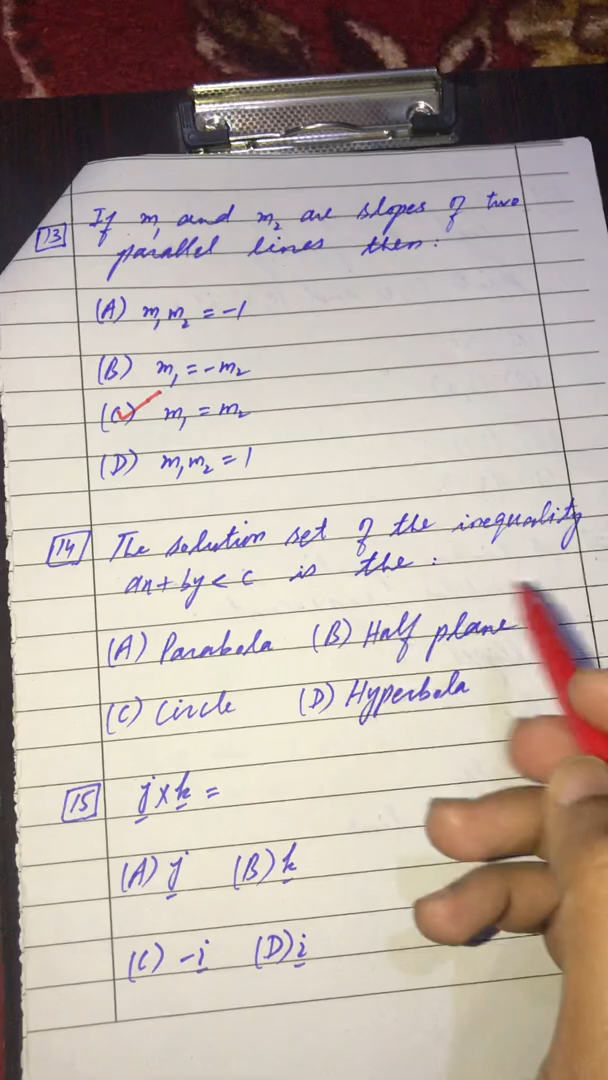 13 If m₁ and m₂ are slopes of two
parallel lines then:
(A) m₁m₂ = -1
(B) m₁ = -m₂
(C) m₁ = m₂
(D) m₁m₂ = 1
14 The solution set of the inequality
ax + by < c is the :
(A) Parabola (B) Half plane
(C) Circle (D) Hyperbola
15 j × k =
(A) j (B) k
(C) -i (D) i